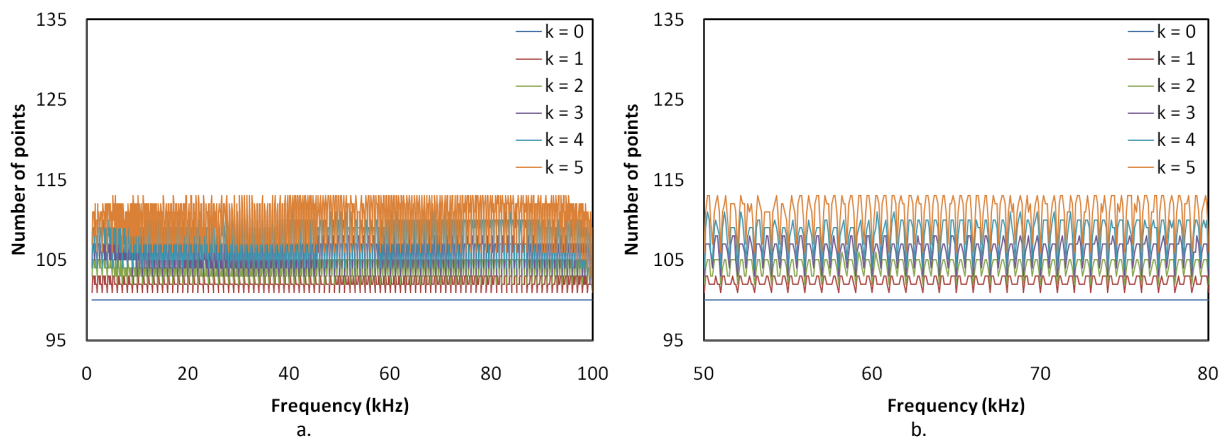 135
125
115
105
95
Number of points
k = 0
k = 1
k = 2
k = 3
k = 4
k = 5
0 20 40 60 80 100
Frequency (kHz)
a.
135
125
115
105
95
Number of points
k = 0
k = 1
k = 2
k = 3
k = 4
k = 5
50 60 70 80
Frequency (kHz)
b.